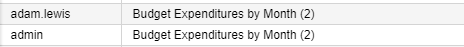 adam.lewis Budget Expenditures by Month (2)
admin Budget Expenditures by Month (2)